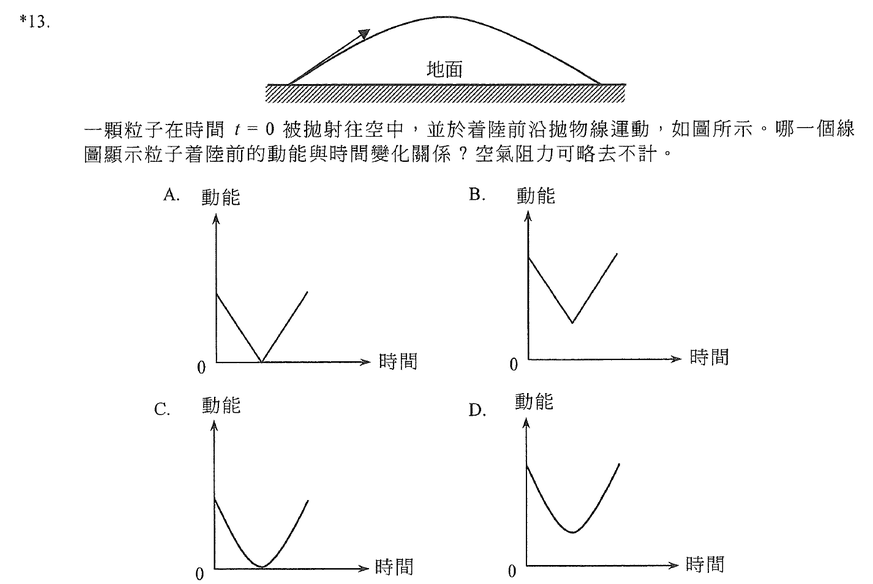 *13.
地面
一顆粒子在時間 t = 0 被拋射往空中，並於着陸前沿拋物線運動，如圖所示。哪一個線
圖顯示粒子着陸前的動能與時間變化關係？空氣阻力可略去不計。
A. 動能
0 時間
B. 動能
0 時間
C. 動能
0 時間
D. 動能
0 時間